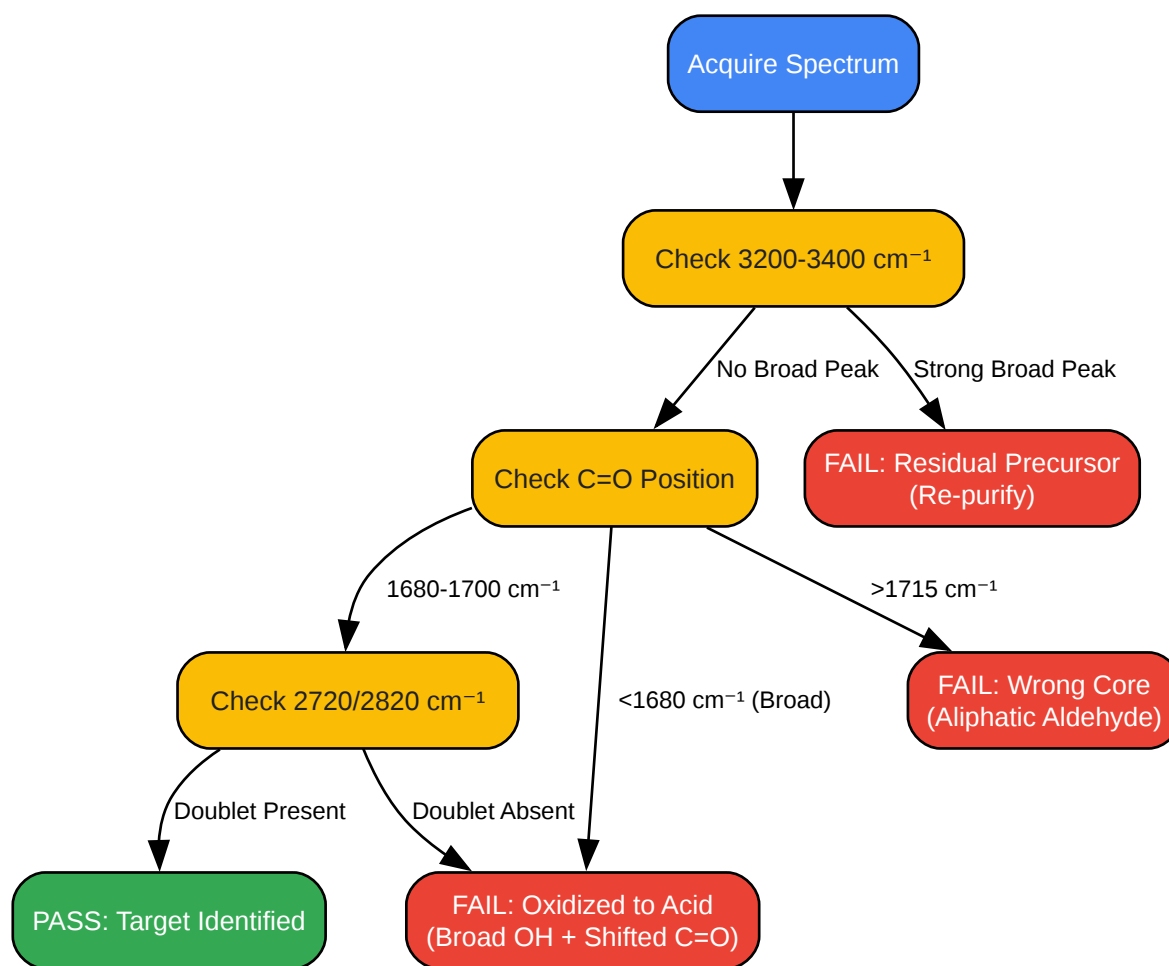 Acquire Spectrum
Check 3200-3400 cm⁻¹
No Broad Peak
Strong Broad Peak
Check C=O Position
FAIL: Residual Precursor
(Re-purify)
1680-1700 cm⁻¹
>1715 cm⁻¹
Check 2720/2820 cm⁻¹
<1680 cm⁻¹ (Broad)
FAIL: Wrong Core
(Aliphatic Aldehyde)
Doublet Present
Doublet Absent
PASS: Target Identified
FAIL: Oxidized to Acid
(Broad OH + Shifted C=O)